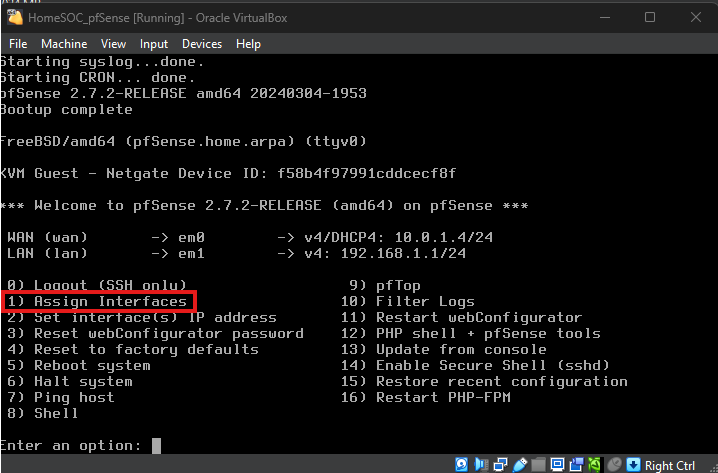 HomeSOC_pfSense [Running] - Oracle VirtualBox
File Machine View Input Devices Help
Starting syslog...done.
Starting CRON... done.
pfSense 2.7.2-RELEASE amd64 20240304-1953
Bootup complete
FreeBSD/amd64 (pfSense.home.arpa) (ttyv0)
KVM Guest - Netgate Device ID: f58b4f97991cddcecf8f
*** Welcome to pfSense 2.7.2-RELEASE (amd64) on pfSense ***
WAN (wan) -> em0 -> v4/DHCP4: 10.0.1.4/24
LAN (lan) -> em1 -> v4: 192.168.1.1/24
0) Logout (SSH only) 9) pfTop
1) Assign Interfaces 10) Filter Logs
2) Set interface(s) IP address 11) Restart webConfigurator
3) Reset webConfigurator password 12) PHP shell + pfSense tools
4) Reset to factory defaults 13) Update from console
5) Reboot system 14) Enable Secure Shell (sshd)
6) Halt system 15) Restore recent configuration
7) Ping host 16) Restart PHP-FPM
8) Shell
Enter an option:
Right Ctrl